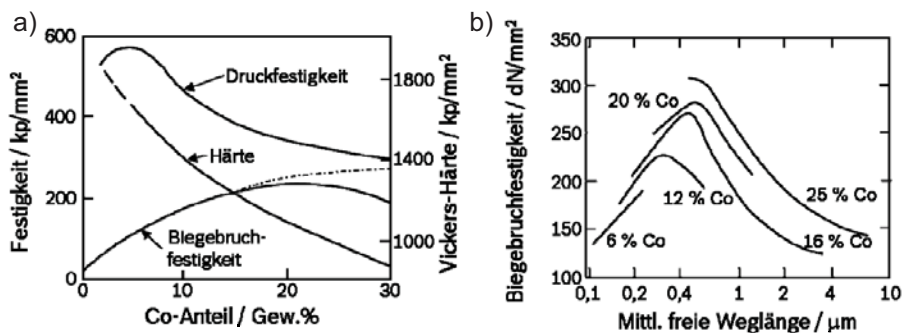 a)
600
400
200
0
Festigkeit / kp/mm²
Druckfestigkeit
Härte
Biegebruch-
festigkeit
1800
1400
1000
Vickers-Härte / kp/mm²
0
10
20
30
Co-Anteil / Gew.%
b)
Biegebruchfestigkeit / dN/mm²
350
300
250
200
150
100
20 % Co
12 % Co
6 % Co
25 % Co
16 % Co
0,1
0,2
0,4
1
2
4
10
Mittl. freie Weglänge / µm